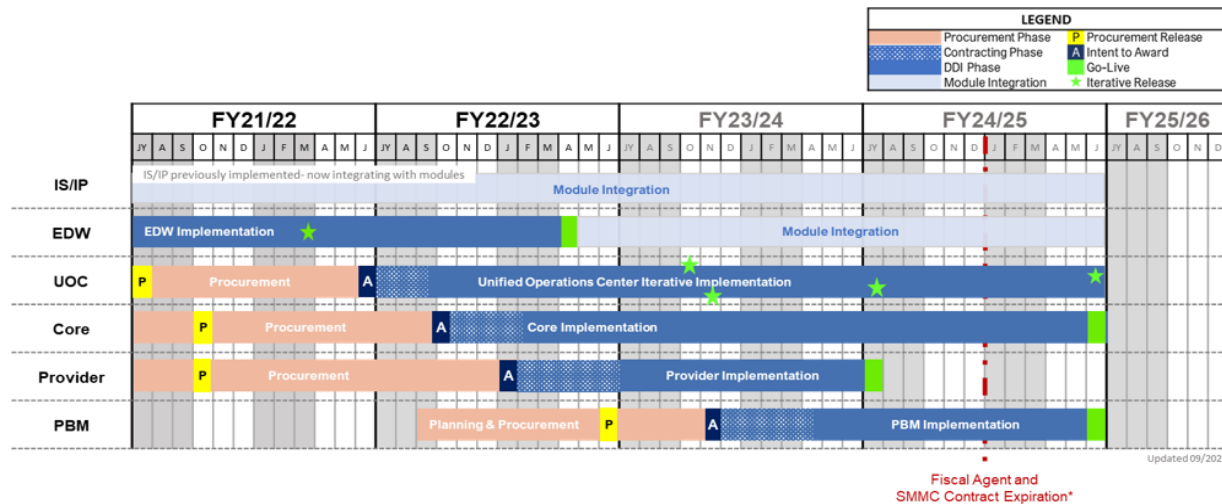 LEGEND
Procurement Phase P Procurement Release
Contracting Phase A Intent to Award
DDI Phase Go-Live
Module Integration Iterative Release
FY21/22 FY22/23 FY23/24 FY24/25 FY25/26
JY A S O N D J F M A M J JY A S O N D J F M A M J JY A S O N D J F M A M J JY A S O N D J F M A M J JY A S O N D
IS/IP previously implemented- now integrating with modules
IS/IP Module Integration
EDW EDW Implementation Module Integration
UOC P Procurement A Unified Operations Center Iterative Implementation
Core P Procurement A Core Implementation
Provider P Procurement A Provider Implementation
PBM Planning & Procurement P A PBM Implementation
Updated 09/202
Fiscal Agent and
SMMC Contract Expiration*